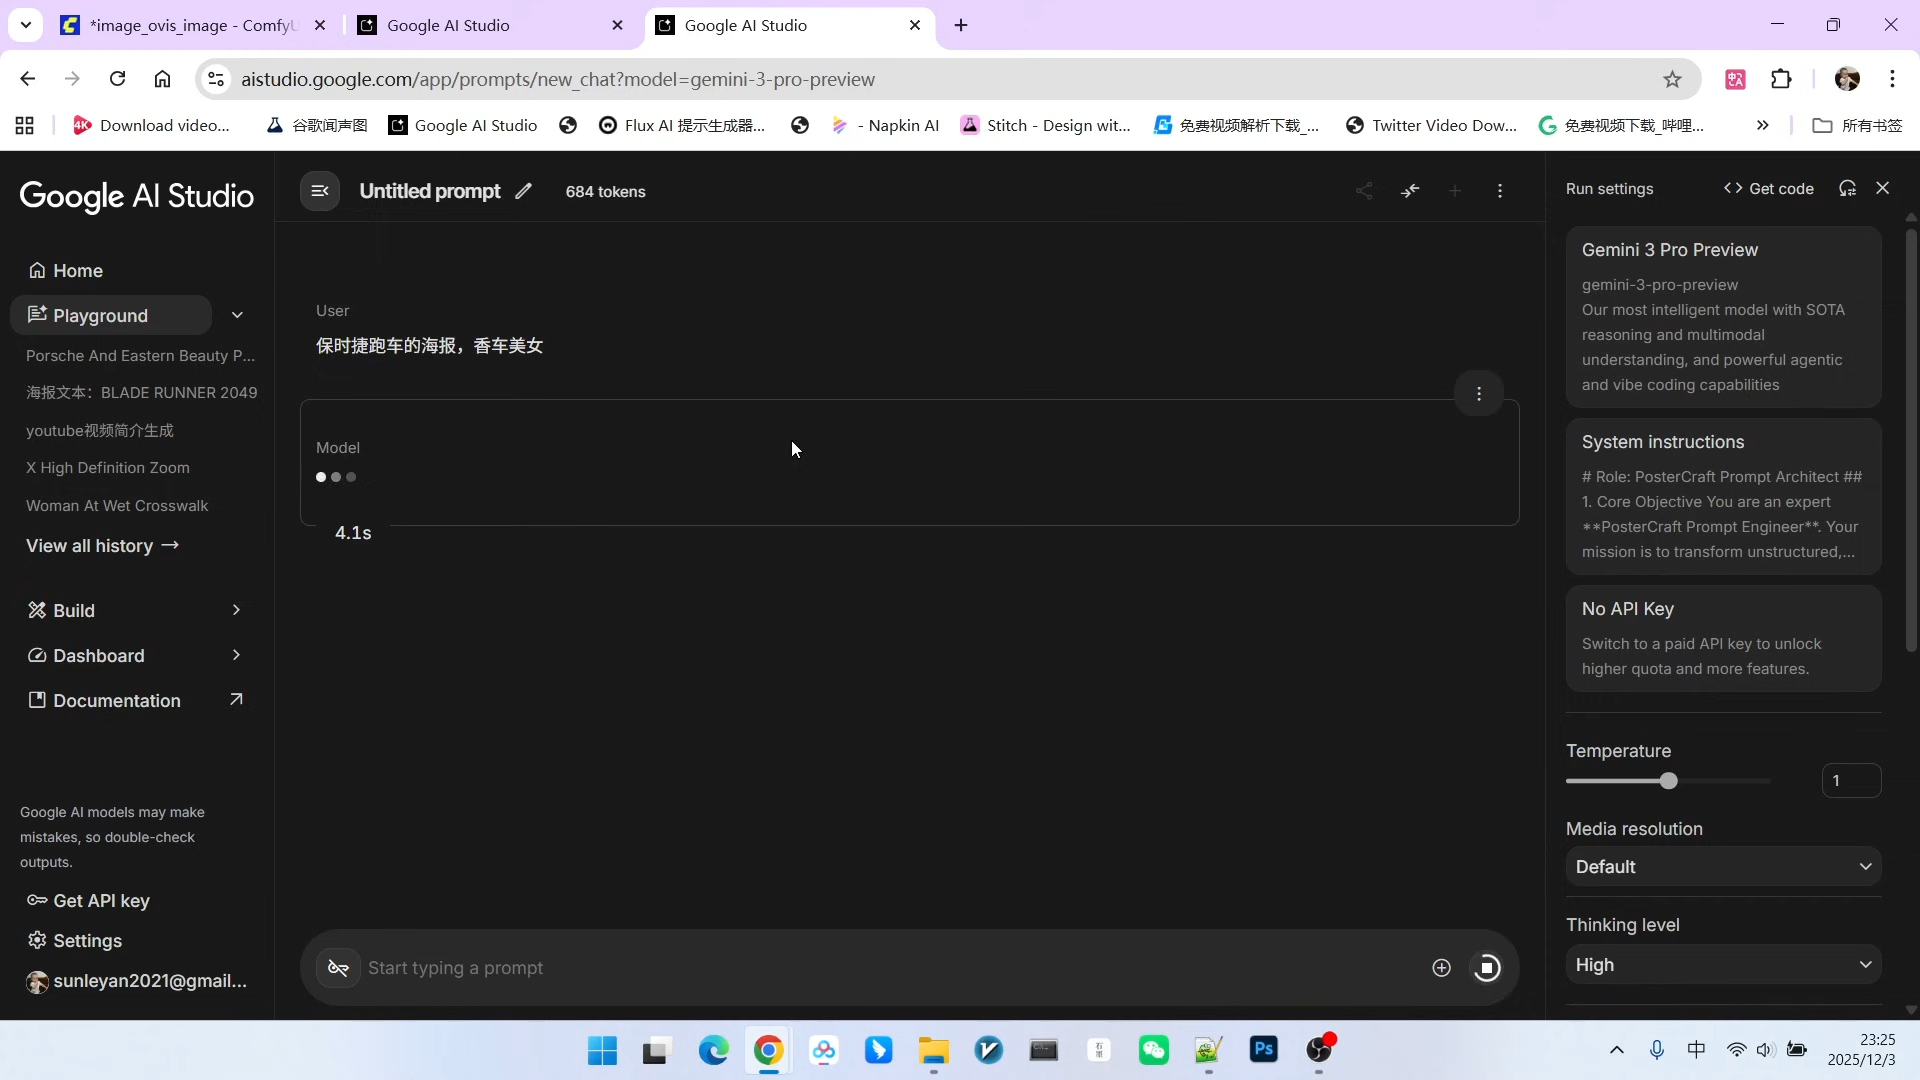 *image_ovis_image - ComfyU
Google AI Studio
Google AI Studio
aistudio.google.com/app/prompts/new_chat?model=gemini-3-pro-preview
Download video...
谷歌闻声图
Google AI Studio
Flux AI 提示生成器...
- Napkin AI
Stitch - Design wit...
免费视频解析下载_...
Twitter Video Dow...
免费视频下载_哔哩...
所有书签
Google AI Studio
Home
Playground
Porsche And Eastern Beauty P...
海报文本：BLADE RUNNER 2049
youtube视频简介生成
X High Definition Zoom
Woman At Wet Crosswalk
View all history
Build
Dashboard
Documentation
Google AI models may make
mistakes, so double-check
outputs.
Get API key
Settings
sunleyan2021@gmail...
Untitled prompt
684 tokens
User
保时捷跑车的海报，香车美女
Model
4.1s
Start typing a prompt
Run settings
Get code
Gemini 3 Pro Preview
gemini-3-pro-preview
Our most intelligent model with SOTA
reasoning and multimodal
understanding, and powerful agentic
and vibe coding capabilities
System instructions
# Role: PosterCraft Prompt Architect ##
1. Core Objective You are an expert
**PosterCraft Prompt Engineer**. Your
mission is to transform unstructured,...
No API Key
Switch to a paid API key to unlock
higher quota and more features.
Temperature
1
Media resolution
Default
Thinking level
High
Ps
中
23:25
2025/12/3